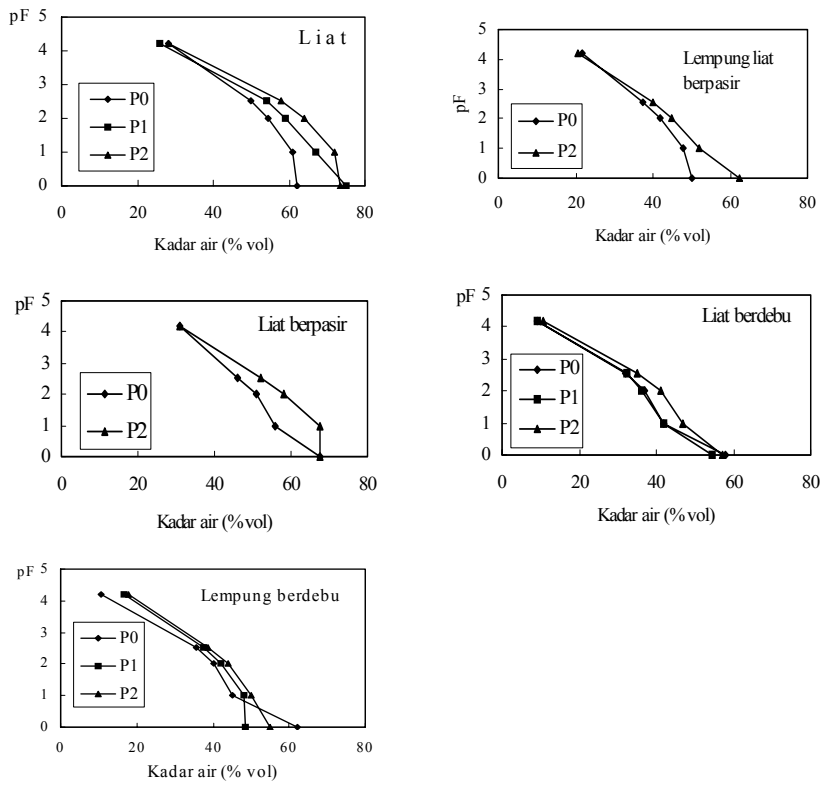 pF 5
4
3
2
1
0
0 20 40 60 80
L i a t
P0
P1
P2
Kadar air (% vol)
5
4
3
2
1
0
pF
0 20 40 60 80
Lempung liat
berpasir
P0
P2
Kadar air (% vol)
pF 5
4
3
2
1
0
0 20 40 60 80
Liat berpasir
P0
P2
Kadar air (% vol)
pF 5
4
3
2
1
0
0 20 40 60 80
Liat berdebu
P0
P1
P2
Kadar air (% vol)
pF 5
4
3
2
1
0
0 20 40 60 80
Lempung berdebu
P0
P1
P2
Kadar air (% vol)